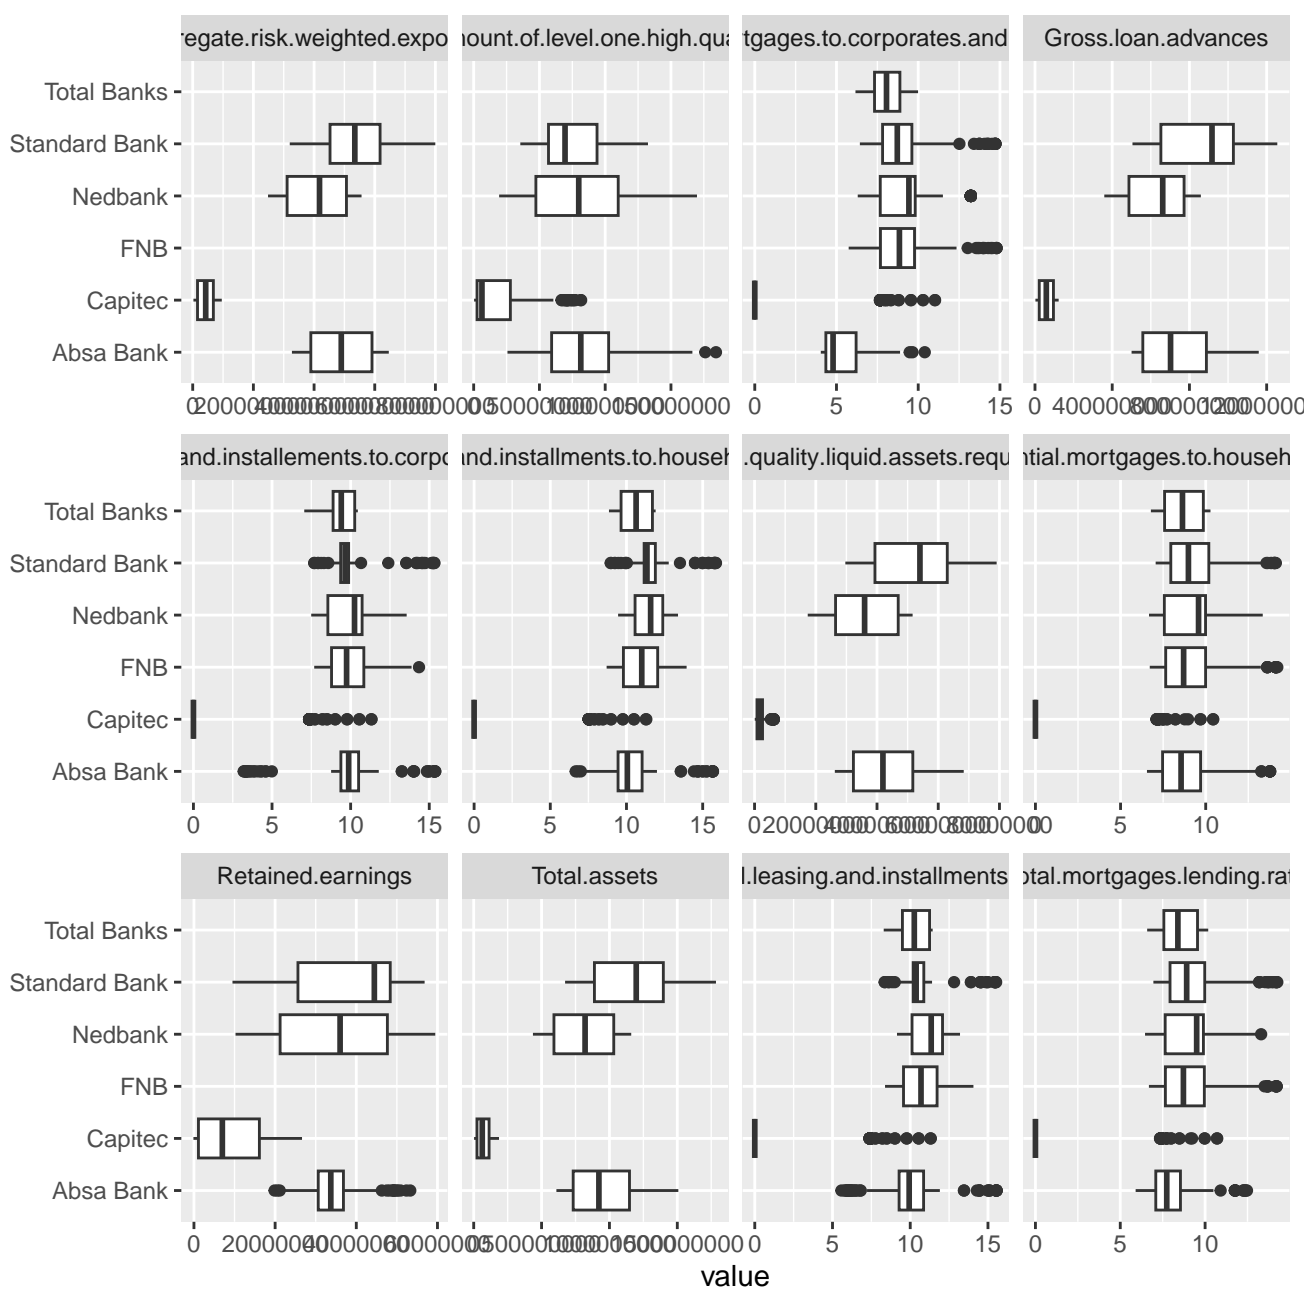 regate.risk.weighted.expo
ount.of.level.one.high.qua
tgages.to.corporates.and
Gross.loan.advances
Total Banks
Standard Bank
Nedbank
FNB
Capitec
Absa Bank
0 5 10 15
0
and.installements.to.corpo
and.installments.to.househ
.quality.liquid.assets.requ
ntial.mortgages.to.househ
Total Banks
Standard Bank
Nedbank
FNB
Capitec
Absa Bank
0 10 15
0 5 10 15
0 5 10
Retained.earnings
Total.assets
l.leasing.and.installments
otal.mortgages.lending.rat
Total Banks
Standard Bank
Nedbank
FNB
Capitec
Absa Bank
0
0 5 10 15
0 5 10
value